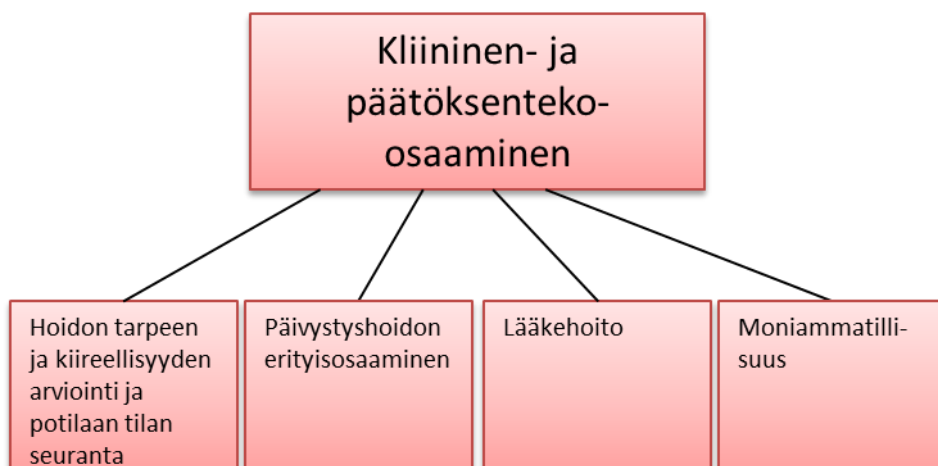 Kliininen- ja
päätöksenteko-
osaaminen
Hoidon tarpeen
ja kiireellisyyden
arviointi ja
potilaan tilan
seuranta
Päivystyshoidon
erityisosaaminen
Lääkehoito
Moniammatilli-
suus